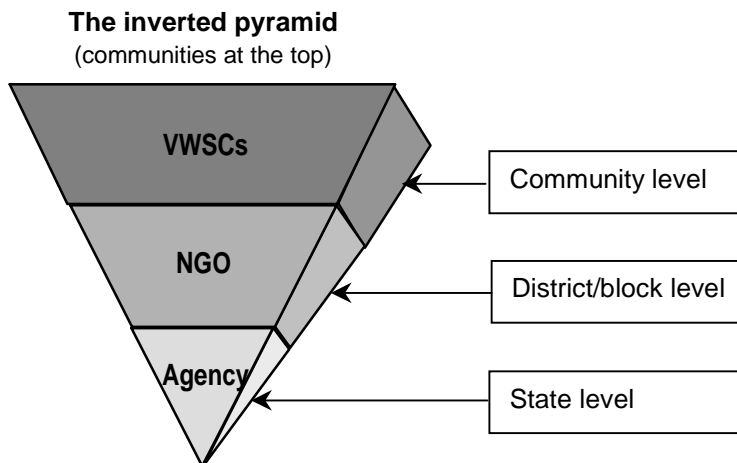 The inverted pyramid
(communities at the top)
VWSCs
Community level
NGO
District/block level
Agency
State level